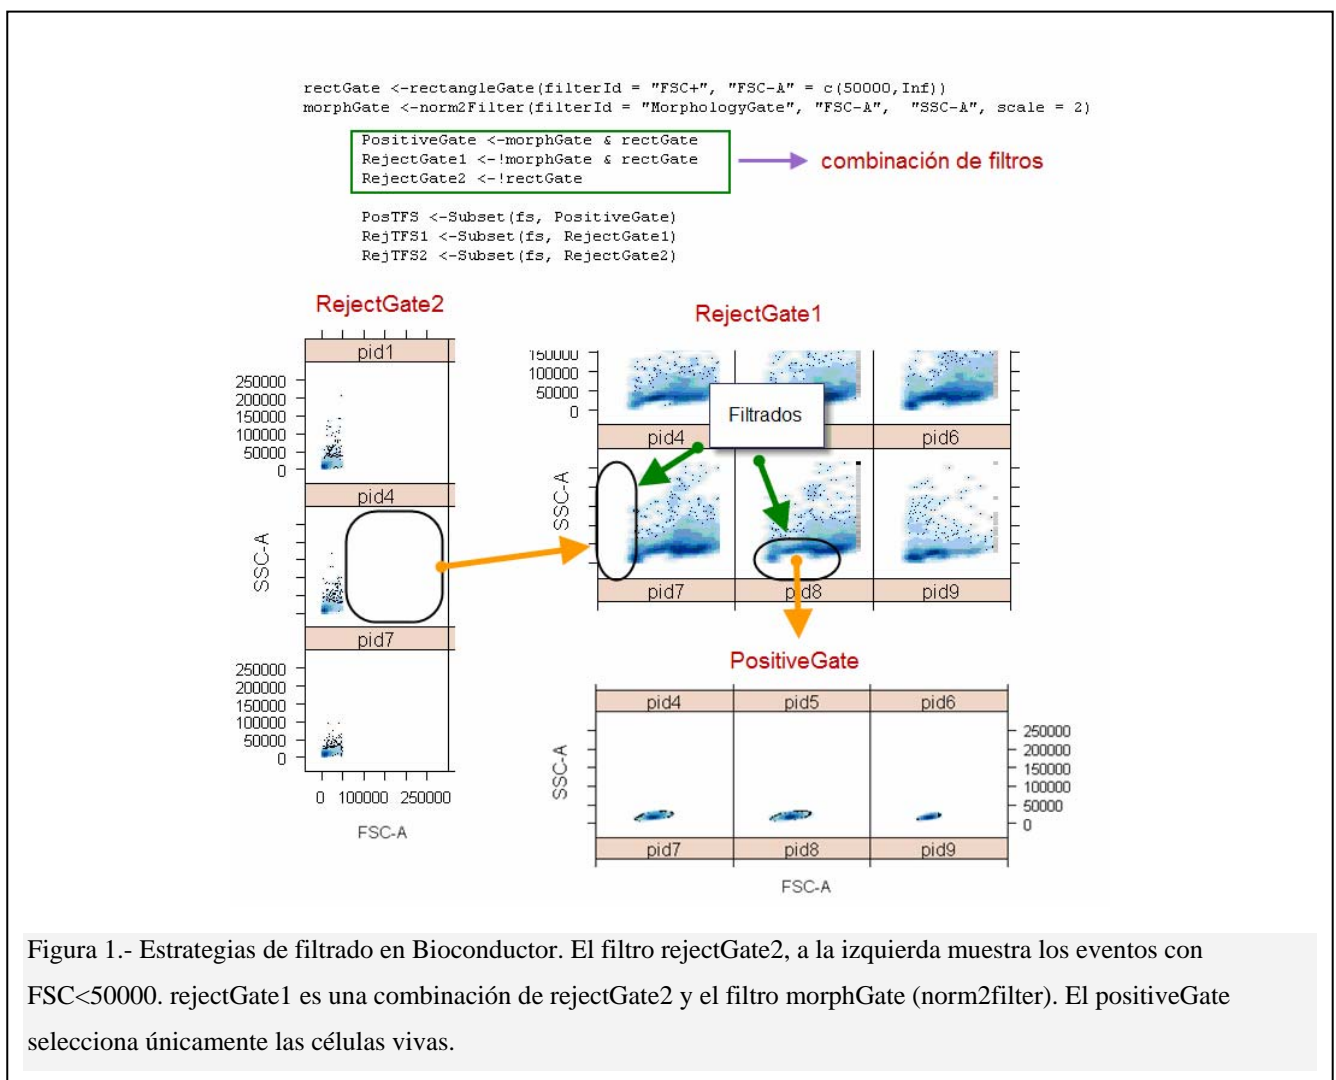 rectGate <-rectangleGate(filterId = "FSC+", "FSC-A" = c(50000,Inf))
morphGate <-norm2Filter(filterId = "MorphologyGate", "FSC-A",  "SSC-A", scale = 2)
PositiveGate <-morphGate & rectGate
RejectGate1 <-!morphGate & rectGate
RejectGate2 <-!rectGate
combinación de filtros
PosTFS <-Subset(fs, PositiveGate)
RejTFS1 <-Subset(fs, RejectGate1)
RejTFS2 <-Subset(fs, RejectGate2)
RejectGate2
pid1
250000
200000
150000
100000
50000
0
pid4
SSC-A
pid7
250000
200000
150000
100000
50000
0
0 100000 250000
FSC-A
RejectGate1
150000
100000
50000
0
Filtrados
pid4 pid6
SSC-A
pid7 pid8 pid9
PositiveGate
pid4 pid5 pid6
SSC-A
250000
200000
150000
100000
50000
0
pid7 pid8 pid9
FSC-A
Figura 1.- Estrategias de filtrado en Bioconductor. El filtro rejectGate2, a la izquierda muestra los eventos con
FSC<50000. rejectGate1 es una combinación de rejectGate2 y el filtro morphGate (norm2filter). El positiveGate
selecciona únicamente las células vivas.